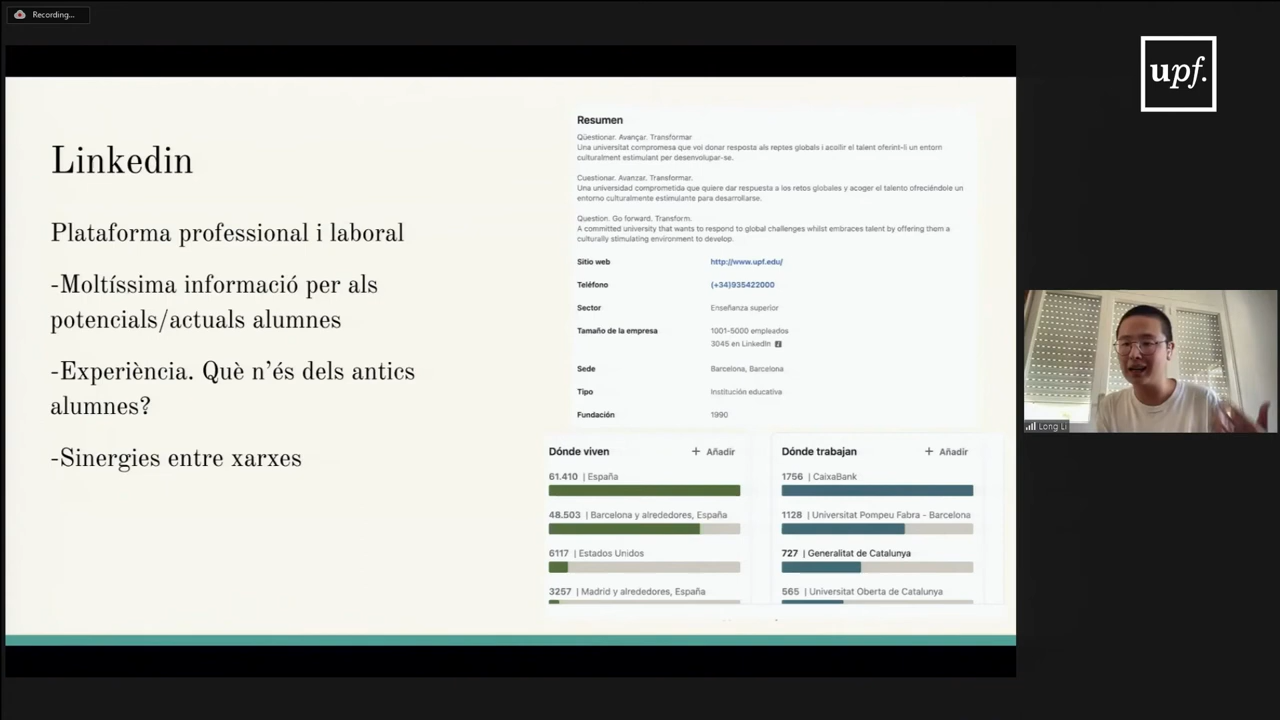 Recording...
upf.
Linkedin
Plataforma professional i laboral
-Moltíssima informació per als
potencials/actuals alumnes
-Experiència. Què n’és dels antics
alumnes?
-Sinergies entre xarxes
Resumen
Qüestionar. Avançar. Transformar
Una universitat compromesa que vol donar resposta als reptes globals i acollir el talent oferint-li un entorn
culturalment estimulant per desenvolupar-se.
Cuestionar. Avanzar. Transformar.
Una universidad comprometida que quiere dar respuesta a los retos globales y acoger el talento ofreciéndole un
entorno culturalmente estimulante para desarrollarse.
Question. Go forward. Transform.
A committed university that wants to respond to global challenges whilst embraces talent by offering them a
culturally stimulating environment to develop.
Sitio web http://www.upf.edu/
Teléfono (+34)935422000
Sector Enseñanza superior
Tamaño de la empresa 1001-5000 empleados
3045 en LinkedIn
Sede Barcelona, Barcelona
Tipo Institución educativa
Fundación 1990
Dónde viven + Añadir
61.410 | España
48.503 | Barcelona y alrededores, España
6117 | Estados Unidos
3257 | Madrid y alrededores, España
Dónde trabajan + Añadir
1756 | CaixaBank
1128 | Universitat Pompeu Fabra - Barcelona
727 | Generalitat de Catalunya
565 | Universitat Oberta de Catalunya
Long Li